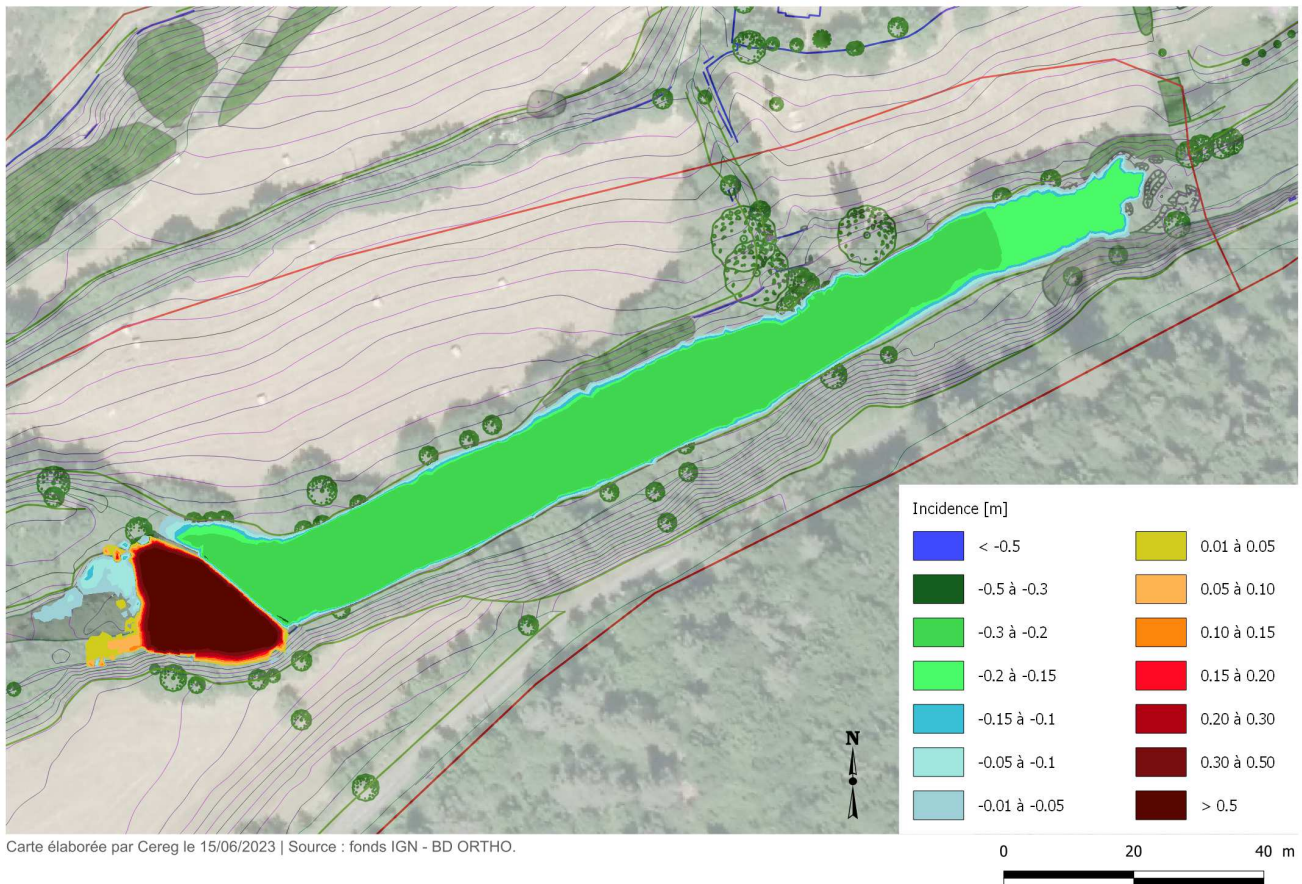 Incidence [m]
< -0.5
-0.5 à -0.3
-0.3 à -0.2
-0.2 à -0.15
-0.15 à -0.1
-0.05 à -0.1
-0.01 à -0.05
0.01 à 0.05
0.05 à 0.10
0.10 à 0.15
0.15 à 0.20
0.20 à 0.30
0.30 à 0.50
> 0.5
N
Carte élaborée par Cereg le 15/06/2023 | Source : fonds IGN - BD ORTHO.
0 20 40 m